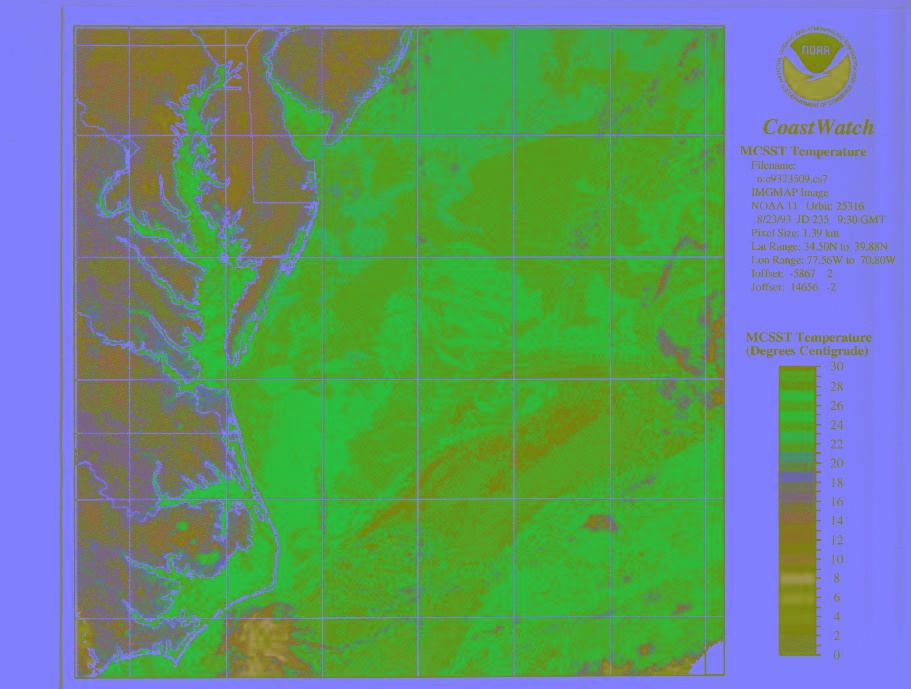 NOAA
CoastWatch
MCSST Temperature
Filename:
n:e9323509.cs7
IMGMAP Image
NOAA 11 Orbit: 25316
8/23/93 JD 235 9:30 GMT
Pixel Size: 1.39 km
Lat Range: 34.50N to 39.88N
Lon Range: 77.56W to 70.80W
Ioffset: -5867 2
Joffset: 14656 -2
MCSST Temperature
(Degrees Centigrade)
30
28
26
24
22
20
18
16
14
12
10
8
6
4
2
0